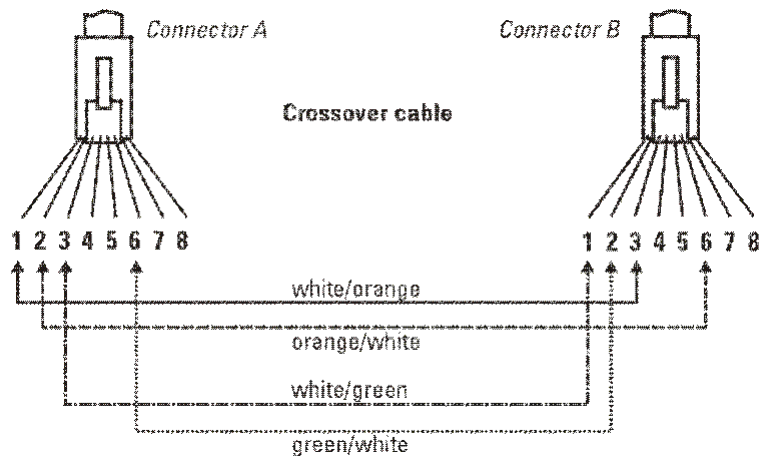 Connector A
Connector B
Crossover cable
1 2 3 4 5 6 7 8
1 2 3 4 5 6 7 8
white/orange
orange/white
white/green
green/white